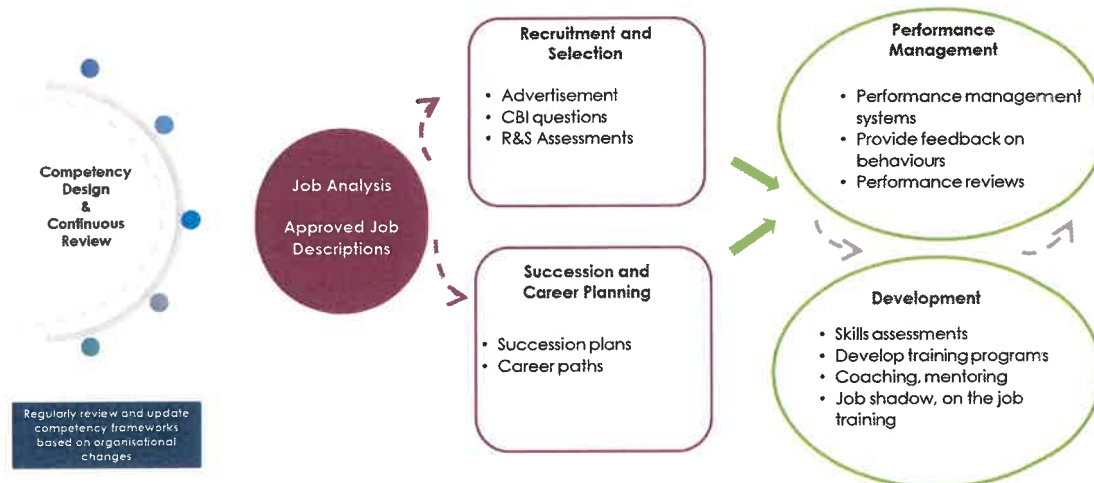 Competency
Design
&
Continuous
Review
Regularly review and update
competency frameworks
based on organisational
changes
Job Analysis
Approved Job
Descriptions
Recruitment and
Selection
• Advertisement
• CBI questions
• R&S Assessments
Succession and
Career Planning
• Succession plans
• Career paths
Performance
Management
• Performance management
systems
• Provide feedback on
behaviours
• Performance reviews
Development
• Skills assessments
• Develop training programs
• Coaching, mentoring
• Job shadow, on the job
training